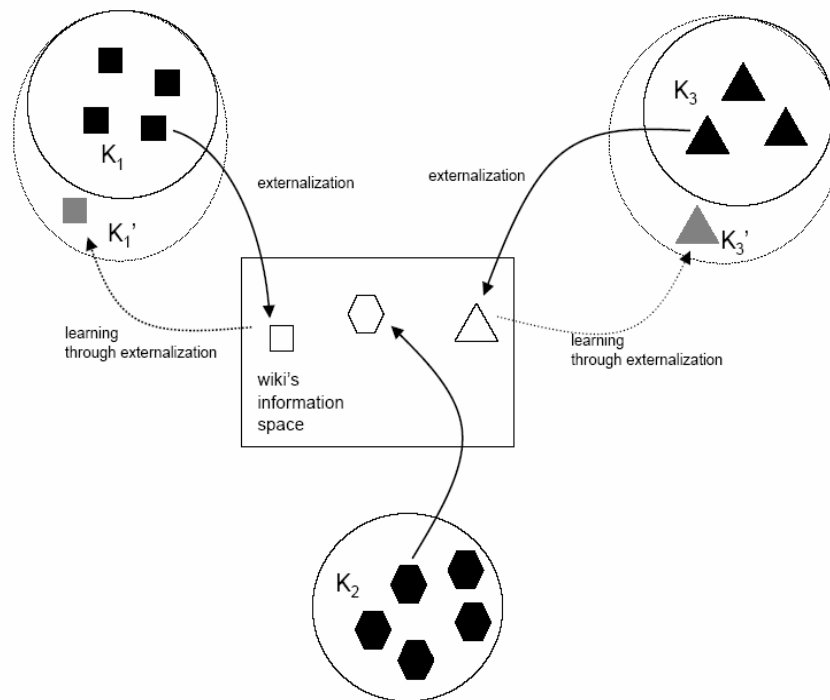 K₁
K₃
externalization
externalization
K₁’
K₃’
learning
through externalization
learning
through externalization
wiki's
information
space
K₂